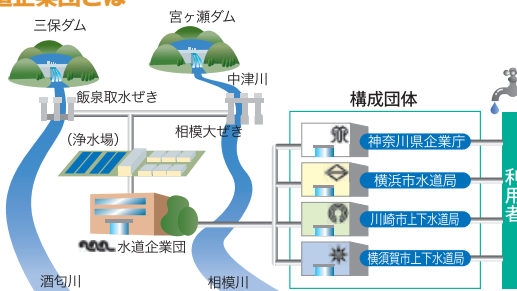 企業団とは
三保ダム
宮ヶ瀬ダム
中津川
飯泉取水ぜき
相模大ぜき
(浄水場)
水道企業団
酒匂川
相模川
構成団体
神奈川県企業庁
横浜市水道局
川崎市上下水道局
横須賀市上下水道局
利用者